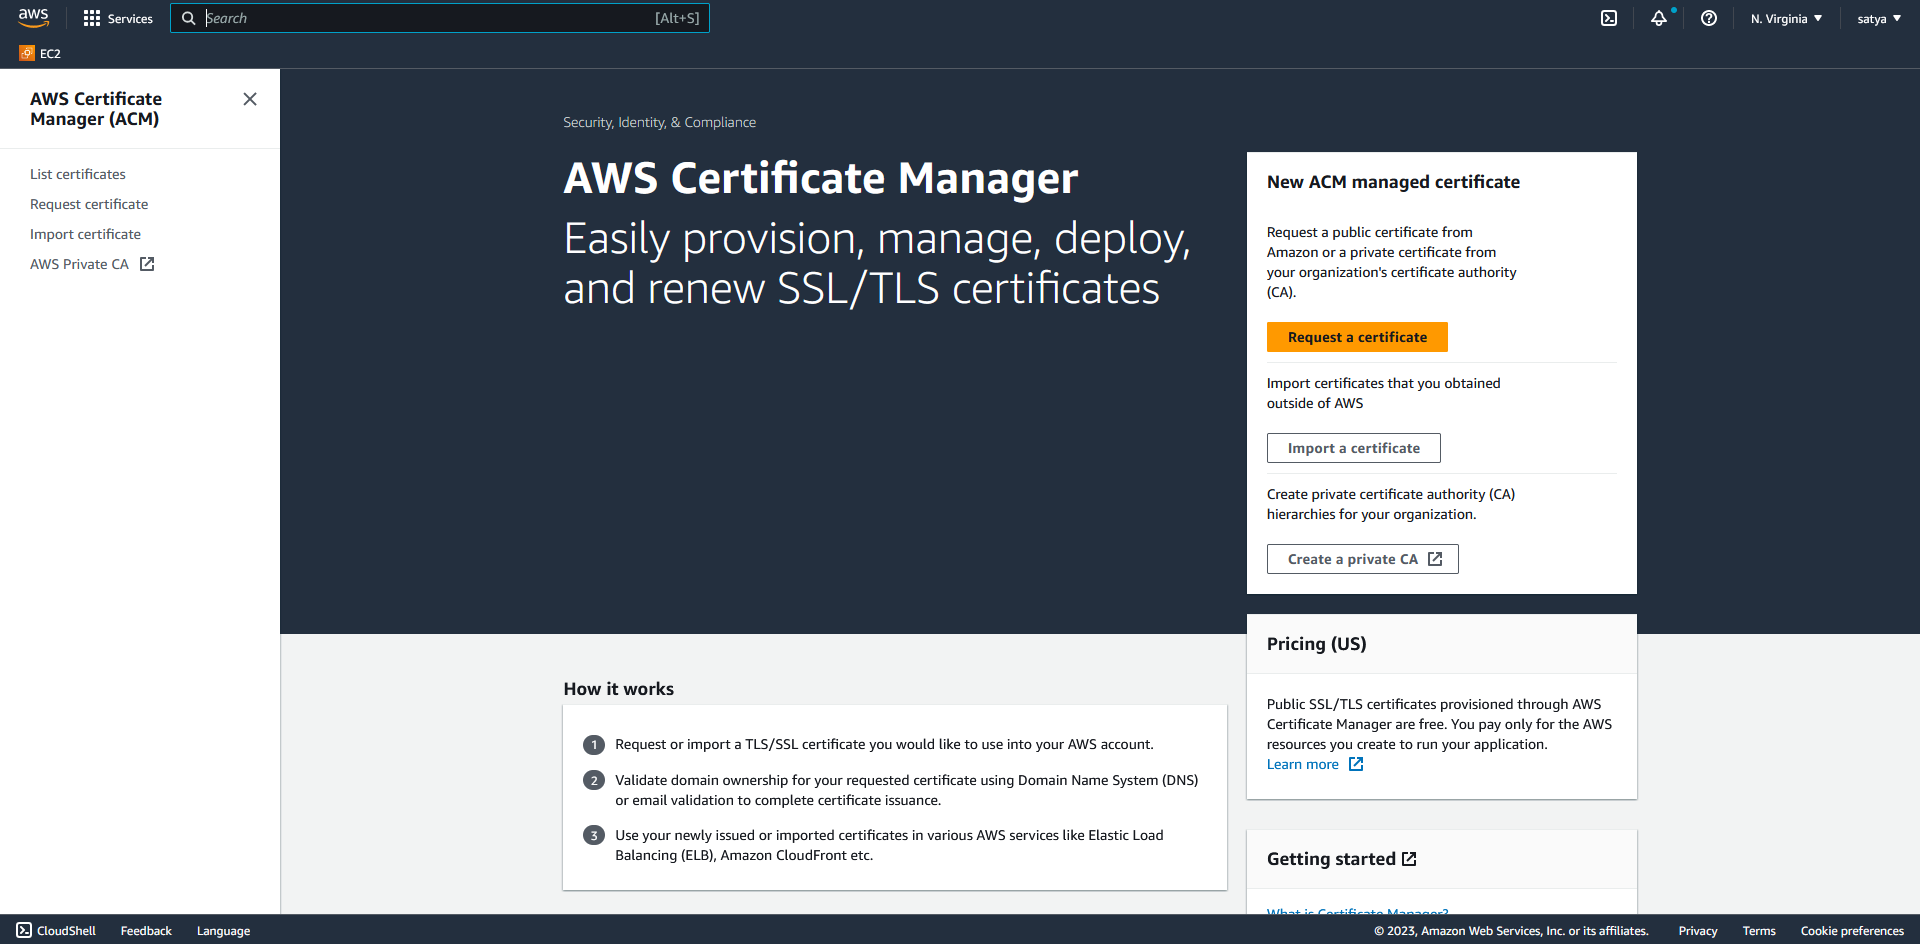 aws
Services
Search
[Alt+S]
N. Virginia
satya
EC2
AWS Certificate
Manager (ACM)
List certificates
Request certificate
Import certificate
AWS Private CA
Security, Identity, & Compliance
AWS Certificate Manager
Easily provision, manage, deploy,
and renew SSL/TLS certificates
New ACM managed certificate
Request a public certificate from
Amazon or a private certificate from
your organization's certificate authority
(CA).
Request a certificate
Import certificates that you obtained
outside of AWS
Import a certificate
Create private certificate authority (CA)
hierarchies for your organization.
Create a private CA
How it works
1 Request or import a TLS/SSL certificate you would like to use into your AWS account.
2 Validate domain ownership for your requested certificate using Domain Name System (DNS)
or email validation to complete certificate issuance.
3 Use your newly issued or imported certificates in various AWS services like Elastic Load
Balancing (ELB), Amazon CloudFront etc.
Pricing (US)
Public SSL/TLS certificates provisioned through AWS
Certificate Manager are free. You pay only for the AWS
resources you create to run your application.
Learn more
Getting started
What is Certificate Manager?
CloudShell
Feedback
Language
© 2023, Amazon Web Services, Inc. or its affiliates.
Privacy
Terms
Cookie preferences